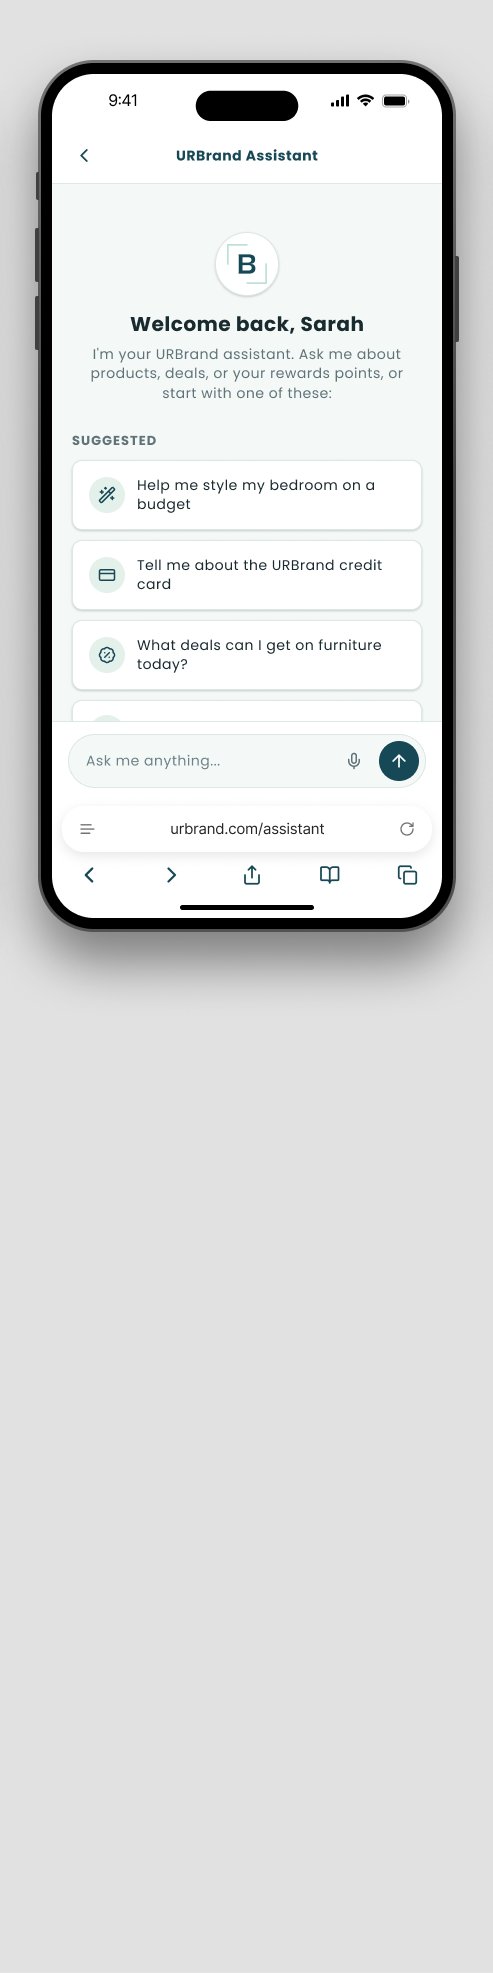 9:41
URBrand Assistant
B
Welcome back, Sarah
I'm your URBrand assistant. Ask me about
products, deals, or your rewards points, or
start with one of these:
SUGGESTED
Help me style my bedroom on a
budget
Tell me about the URBrand credit
card
What deals can I get on furniture
today?
Ask me anything...
urbrand.com/assistant